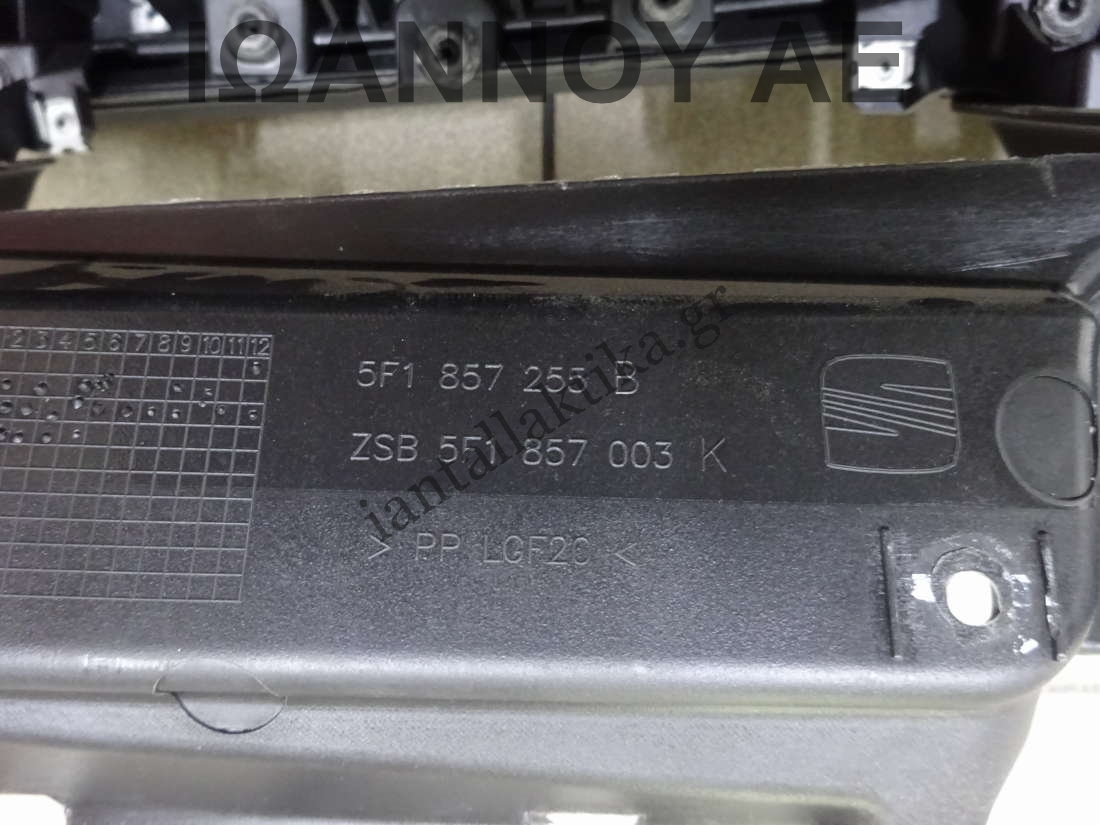 ΙΩΑΝΝΟΥ ΑΕ
2 3 4 5 6 7 8 9 10 11 12
5F1 857 255 B
ZSB 5F1 857 003 K
> PP LGF20 <
iantallaktika.gr